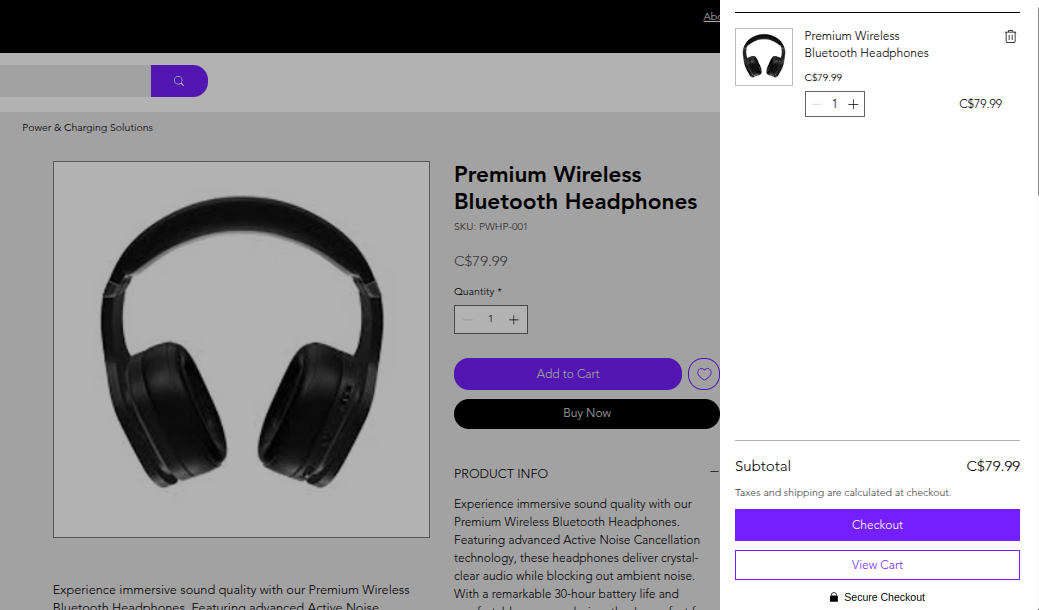 Abo
Power & Charging Solutions
Premium Wireless
Bluetooth Headphones
SKU: PWHP-001
C$79.99
Quantity *
1
Add to Cart
Buy Now
PRODUCT INFO
Experience immersive sound quality with our
Premium Wireless Bluetooth Headphones.
Featuring advanced Active Noise Cancellation
technology, these headphones deliver crystal-
clear audio while blocking out ambient noise.
With a remarkable 30-hour battery life and
Experience immersive sound quality with our Premium Wireless
Bluetooth Headphones. Featuring advanced Active Noise
Premium Wireless
Bluetooth Headphones
C$79.99
1
C$79.99
Subtotal
C$79.99
Taxes and shipping are calculated at checkout.
Checkout
View Cart
Secure Checkout